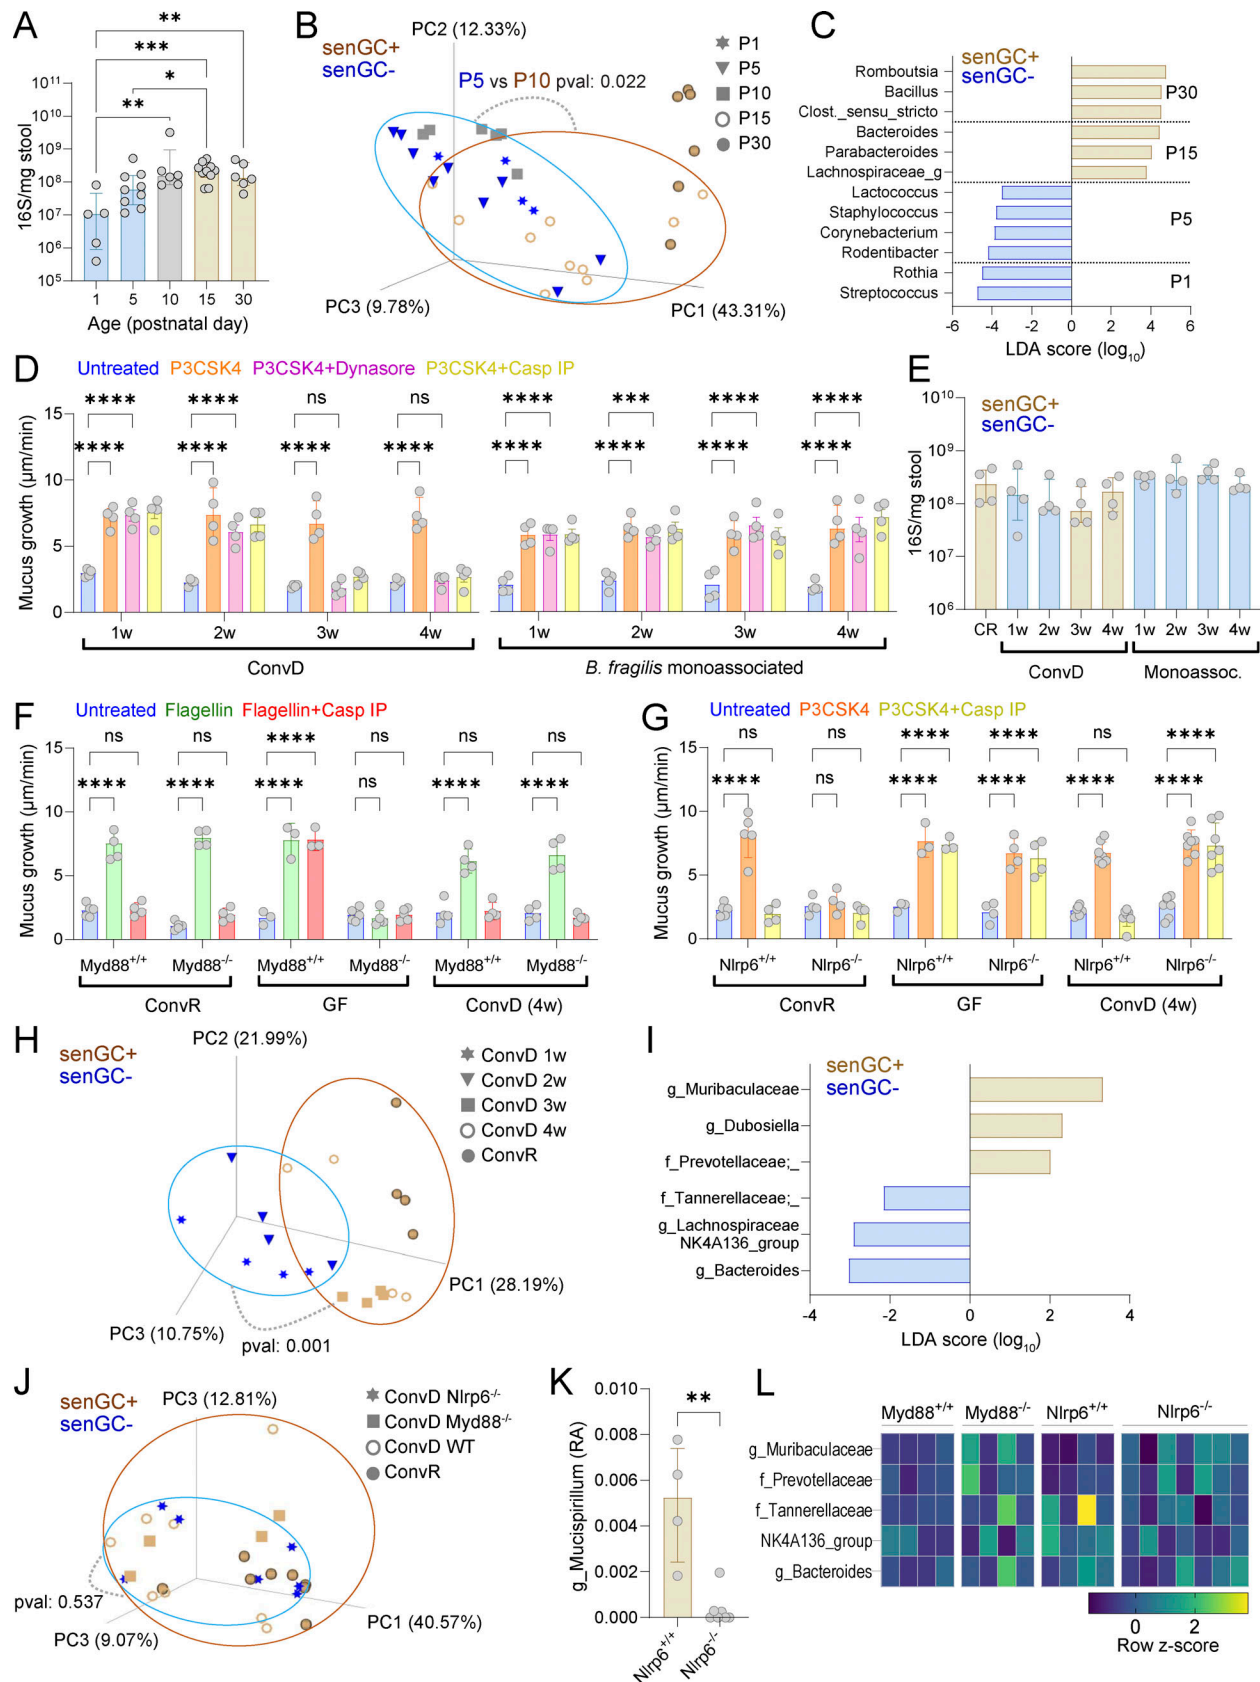 A
** 
***
*
**
10^11
10^10
10^9
10^8
10^7
10^6
10^5
16S/mg stool
1 5 10 15 30
Age (postnatal day)
B
PC2 (12.33%)
senGC+
senGC-
P5 vs P10 pval: 0.022
P1
P5
P10
P15
P30
PC3 (9.78%)
PC1 (43.31%)
C
senGC+
senGC-
Romboutsia
Bacillus
Clost._sensu_stricto
Bacteroides
Parabacteroides
Lachnospiraceae_g
Lactococcus
Staphylococcus
Corynebacterium
Rodentibacter
Rothia
Streptococcus
P30
P15
P5
P1
-6 -4 -2 0 2 4 6
LDA score (log10)
D
Untreated P3CSK4 P3CSK4+Dynasore P3CSK4+Casp IP
**** **** ns ns **** *** **** ****
**** **** **** **** **** **** **** ****
15
10
5
0
Mucus growth (µm/min)
1w 2w 3w 4w 1w 2w 3w 4w
ConvD B. fragilis monoassociated
E
senGC+
senGC-
10^10
10^9
10^8
10^7
10^6
16S/mg stool
CR 1w 2w 3w 4w 1w 2w 3w 4w
ConvD Monoassoc.
F
Untreated Flagellin Flagellin+Casp IP
ns ns **** ns ns ns
**** **** **** ns **** ****
15
10
5
0
Mucus growth (µm/min)
Myd88+/+ Myd88-/- Myd88+/+ Myd88-/- Myd88+/+ Myd88-/-
ConvR GF ConvD (4w)
G
Untreated P3CSK4 P3CSK4+Casp IP
ns ns **** **** ns ****
**** ns **** **** **** ****
15
10
5
0
Mucus growth (µm/min)
Nlrp6+/+ Nlrp6-/- Nlrp6+/+ Nlrp6-/- Nlrp6+/+ Nlrp6-/-
ConvR GF ConvD (4w)
H
PC2 (21.99%)
senGC+
senGC-
ConvD 1w
ConvD 2w
ConvD 3w
ConvD 4w
ConvR
PC1 (28.19%)
PC3 (10.75%)
pval: 0.001
I
senGC+
senGC-
g_Muribaculaceae
g_Dubosiella
f_Prevotellaceae;_
f_Tannerellaceae;_
g_Lachnospiraceae
NK4A136_group
g_Bacteroides
-4 -2 0 2 4
LDA score (log10)
J
PC3 (12.81%)
senGC+
senGC-
ConvD Nlrp6-/-
ConvD Myd88-/-
ConvD WT
ConvR
pval: 0.537
PC1 (40.57%)
PC3 (9.07%)
K
**
0.010
0.008
0.006
0.004
0.002
0.000
g_Mucispirillum (RA)
Nlrp6+/+
Nlrp6-/-
L
Myd88+/+ Myd88-/- Nlrp6+/+ Nlrp6-/-
g_Muribaculaceae
f_Prevotellaceae
f_Tannerellaceae
NK4A136_group
g_Bacteroides
0 2
Row z-score